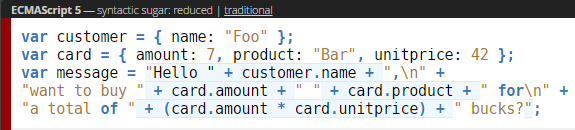 ECMAScript 5 — syntactic sugar: reduced | traditional
var customer = { name: "Foo" };
var card = { amount: 7, product: "Bar", unitprice: 42 };
var message = "Hello " + customer.name + ",\n" +
"want to buy " + card.amount + " " + card.product + " for\n" +
"a total of " + (card.amount * card.unitprice) + " bucks?";